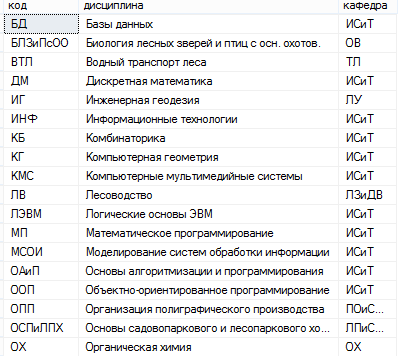 код дисциплина кафедра
БД Базы данных ИСиТ
БЛЗиПсОО Биология лесных зверей и птиц с осн. охотов. ОВ
ВТЛ Водный транспорт леса ТЛ
ДМ Дискретная математика ИСиТ
ИГ Инженерная геодезия ЛУ
ИНФ Информационные технологии ИСиТ
КБ Комбинаторика ИСиТ
КГ Компьютерная геометрия ИСиТ
КМС Компьютерные мультимедийные системы ИСиТ
ЛВ Лесоводство ЛЗиДВ
ЛЭВМ Логические основы ЭВМ ИСиТ
МП Математическое программирование ИСиТ
МСОИ Моделирование систем обработки информации ИСиТ
ОАиП Основы алгоритмизации и программирования ИСиТ
ООП Объектно-ориентированное программирование ИСиТ
ОПП Организация полиграфического производства ПОиС...
ОСПиЛПХ Основы садовопаркового и лесопаркового хо... ЛПиС...
ОХ Органическая химия ОХ